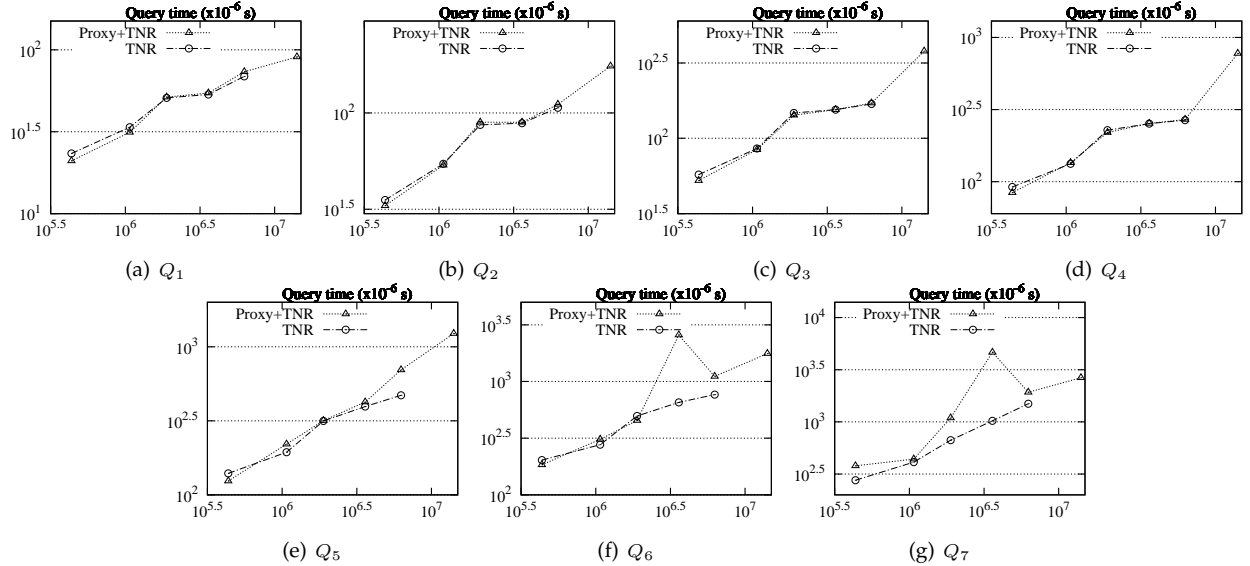 Query time (x10⁻⁶ s)
Proxy+TNR
TNR
10²
10^1.5
10¹
10^5.5 10⁶ 10^6.5 10⁷
(a) Q₁
Query time (x10⁻⁶ s)
Proxy+TNR
TNR
10²
10^1.5
10^5.5 10⁶ 10^6.5 10⁷
(b) Q₂
Query time (x10⁻⁶ s)
Proxy+TNR
TNR
10^2.5
10²
10^1.5
10^5.5 10⁶ 10^6.5 10⁷
(c) Q₃
Query time (x10⁻⁶ s)
Proxy+TNR
TNR
10³
10^2.5
10²
10^5.5 10⁶ 10^6.5 10⁷
(d) Q₄
Query time (x10⁻⁶ s)
Proxy+TNR
TNR
10³
10^2.5
10²
10^5.5 10⁶ 10^6.5 10⁷
(e) Q₅
Query time (x10⁻⁶ s)
Proxy+TNR
TNR
10^3.5
10³
10^2.5
10²
10^5.5 10⁶ 10^6.5 10⁷
(f) Q₆
Query time (x10⁻⁶ s)
Proxy+TNR
TNR
10⁴
10^3.5
10³
10^2.5
10^5.5 10⁶ 10^6.5 10⁷
(g) Q₇